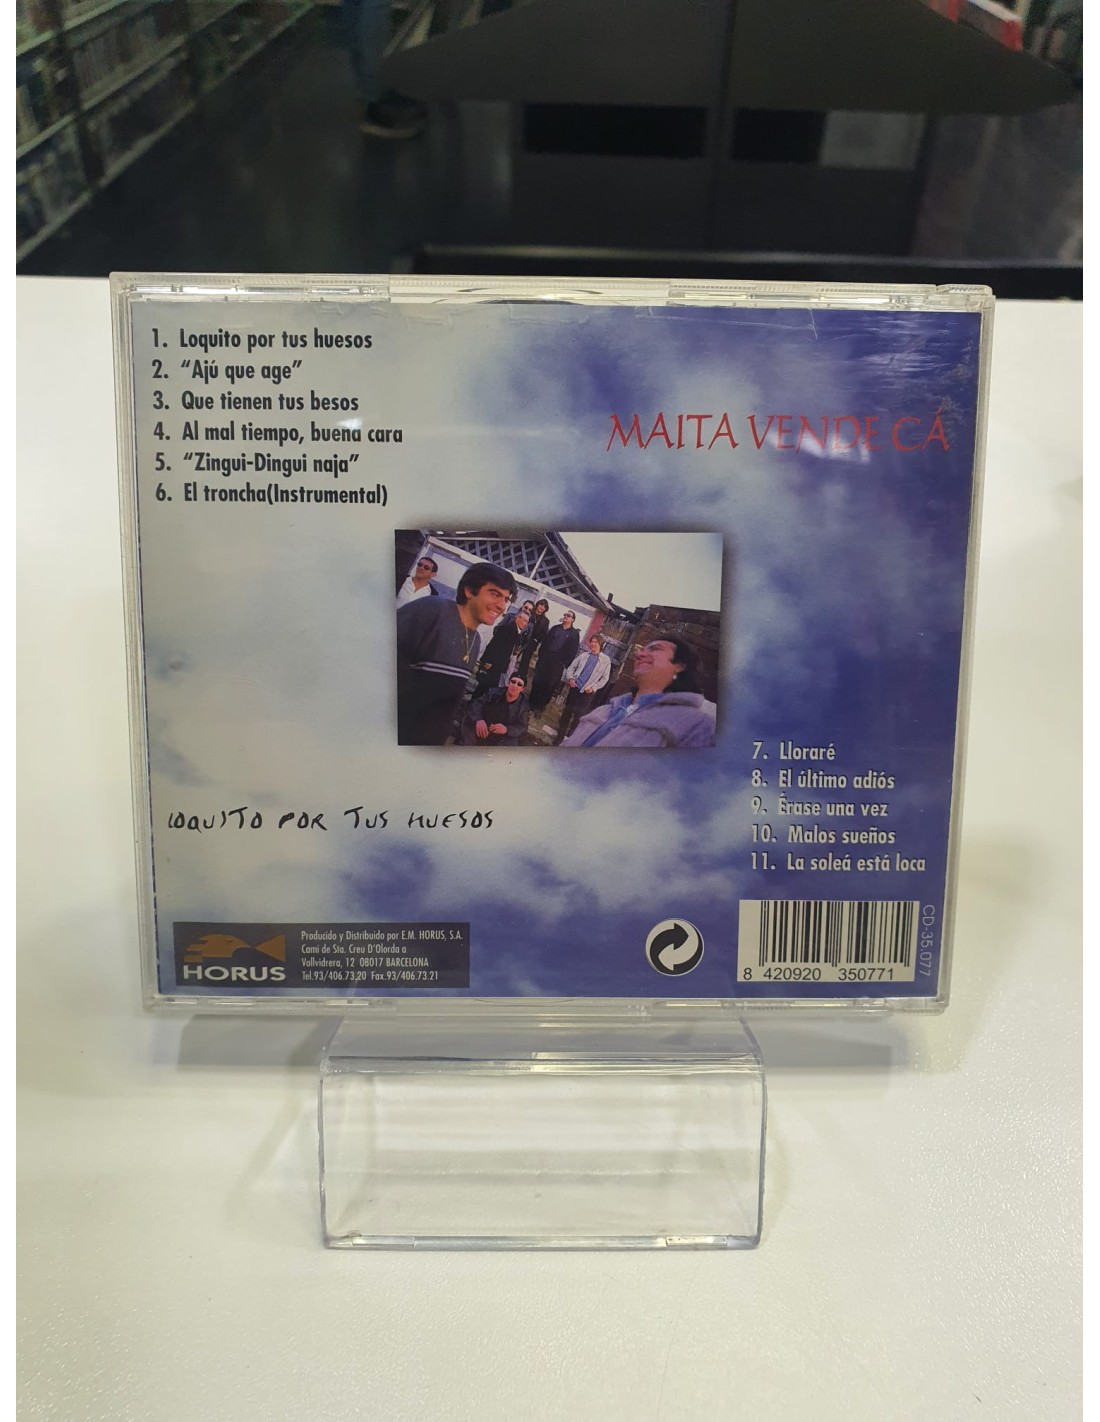 1. Loquito por tus huesos
2. “Ajú que age”
3. Que tienen tus besos
4. Al mal tiempo, buena cara
5. “Zingui-Dingui naja”
6. El troncha(Instrumental)
MAITA VENDE CÁ
7. Lloraré
8. El último adiós
9. Érase una vez
10. Malos sueños
11. La soleá está loca
LOQUITO POR TUS HUESOS
HORUS
Producido y Distribuido por E.M. HORUS, S.A.
Cami de Sta. Creu D'Olorda a
Vallvidrera, 12 08017 BARCELONA
Tel.93/406.73.20 Fax.93/406.73.21
8 420920 350771
CD-35.077